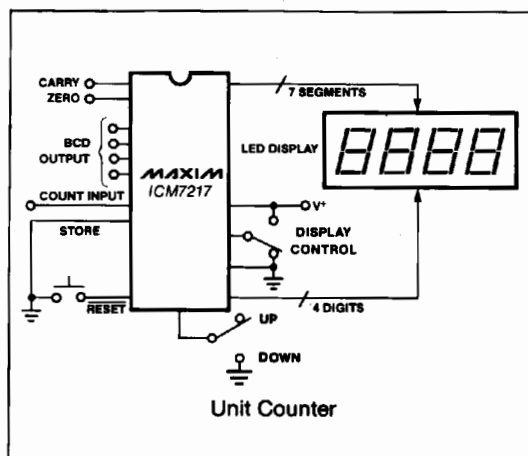 CARRY
ZERO
7 SEGMENTS
BCD
OUTPUT
LED DISPLAY
8888
MAXIM
ICM7217
COUNT INPUT
V+
STORE
DISPLAY
CONTROL
RESET
4 DIGITS
UP
DOWN
Unit Counter